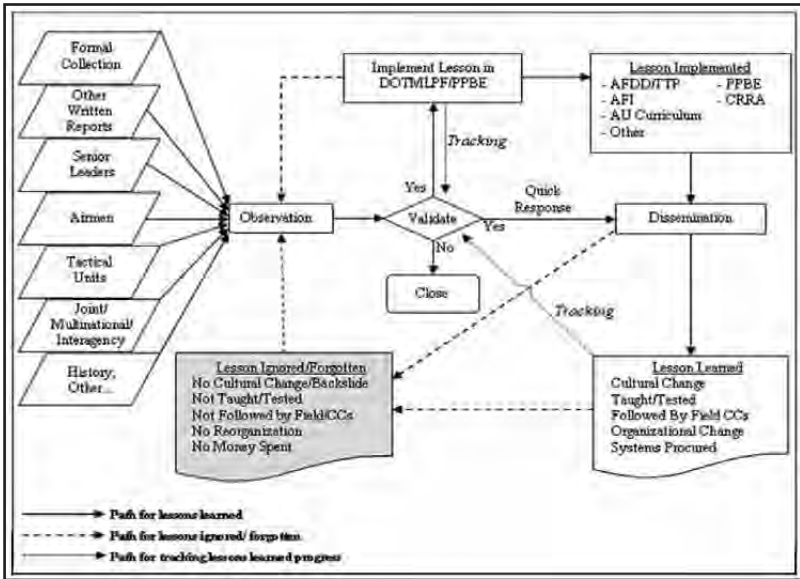 Formal
Collection
Other
Written
Reports
Senior
Leaders
Airmen
Tactical
Units
Joint/
Multinational/
Interagency
History,
Other...
Observation
Implement Lesson in
DOTMLPF/PPBE
Tracking
Yes
Validate
Yes
No
Quick
Response
Close
Lesson Implemented
- AFDD/TTP - PPBE
- AFI - CRRA
- AU Curriculum
- Other
Dissemination
Tracking
Lesson Ignored/Forgotten
No Cultural Change/Backslide
Not Taught/Tested
Not Followed by Field/CCs
No Reorganization
No Money Spent
Lesson Learned
Cultural Change
Taught/Tested
Followed By Field/CCs
Organizational Change
Systems Procured
Path for lessons learned
Path for lessons ignored/ forgotten
Path for tracking lessons learned progress